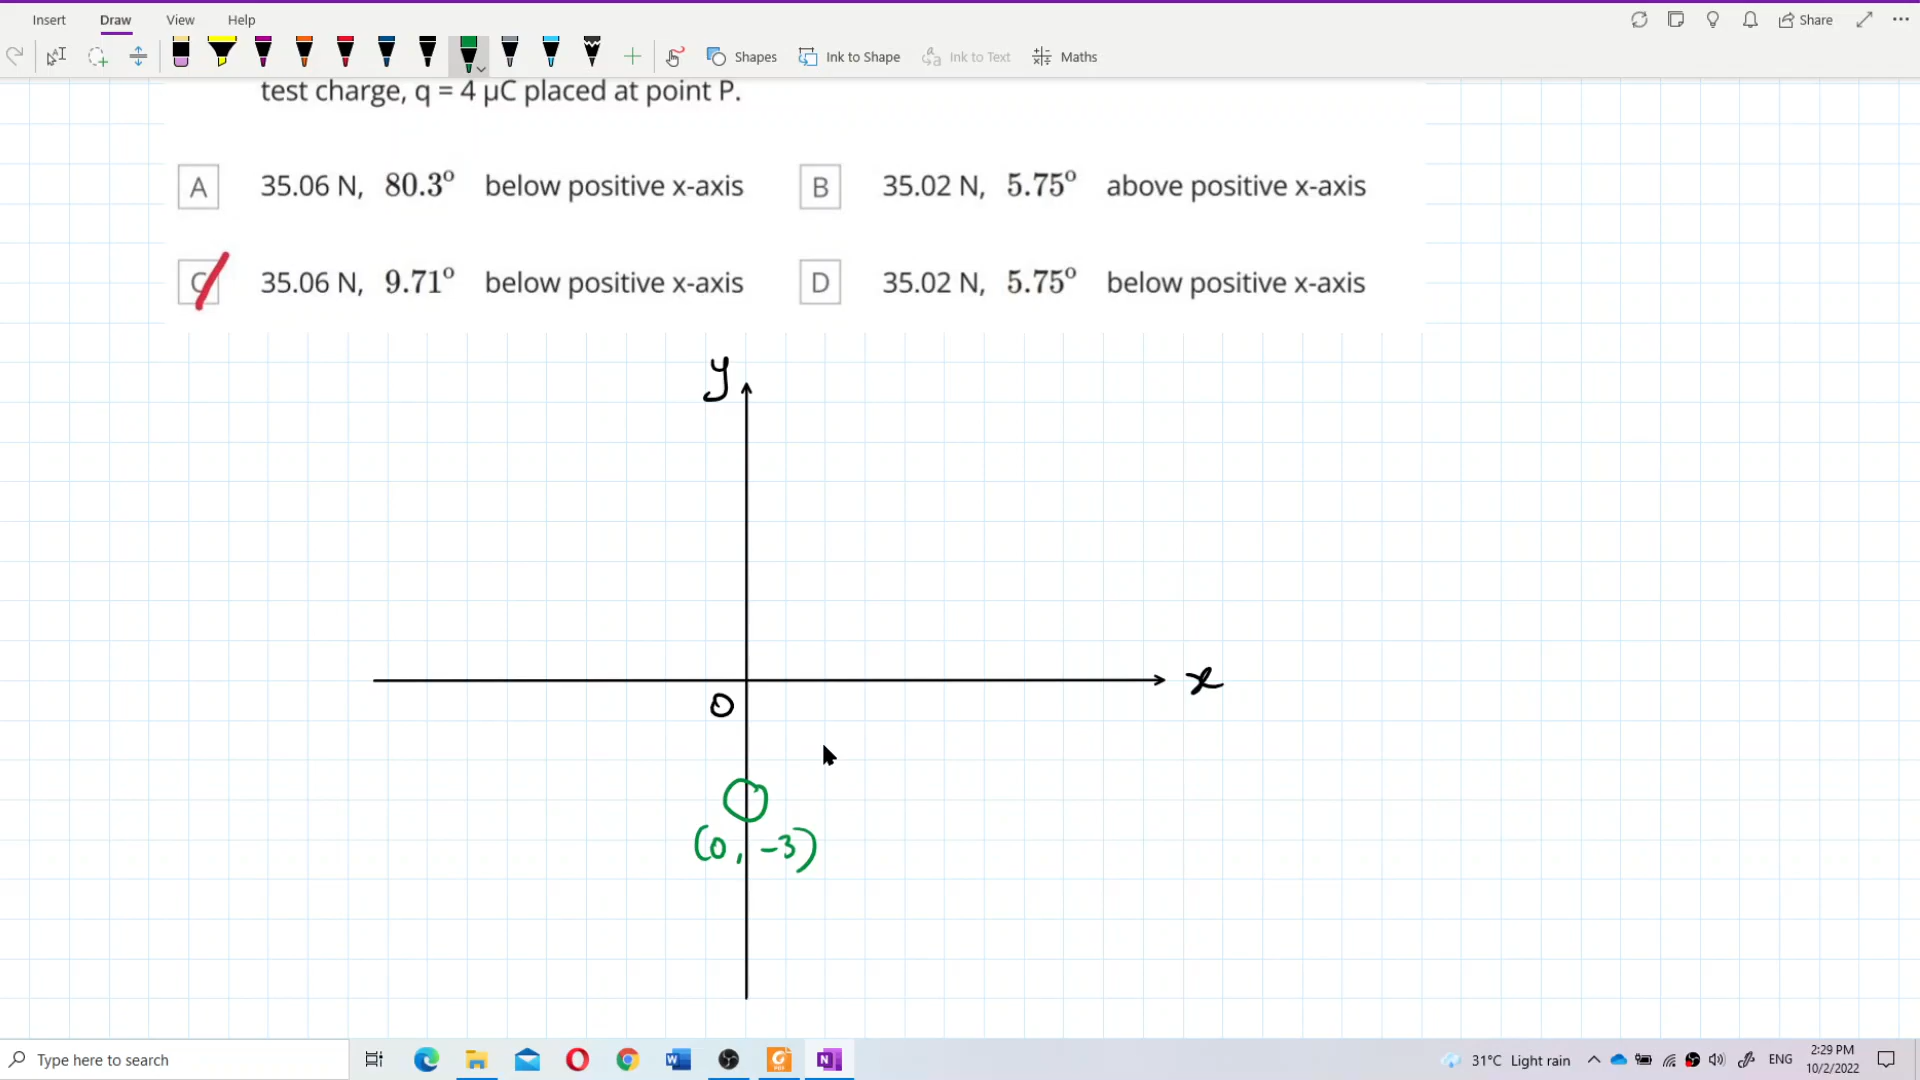 Insert Draw View Help Share
Shapes Ink to Shape Ink to Text Maths
test charge, q = 4 μC placed at point P.
A 35.06 N, 80.3° below positive x-axis B 35.02 N, 5.75° above positive x-axis
C 35.06 N, 9.71° below positive x-axis D 35.02 N, 5.75° below positive x-axis
y
x
0
(0, -3)
Type here to search 31°C Light rain ENG 2:29 PM
10/2/2022